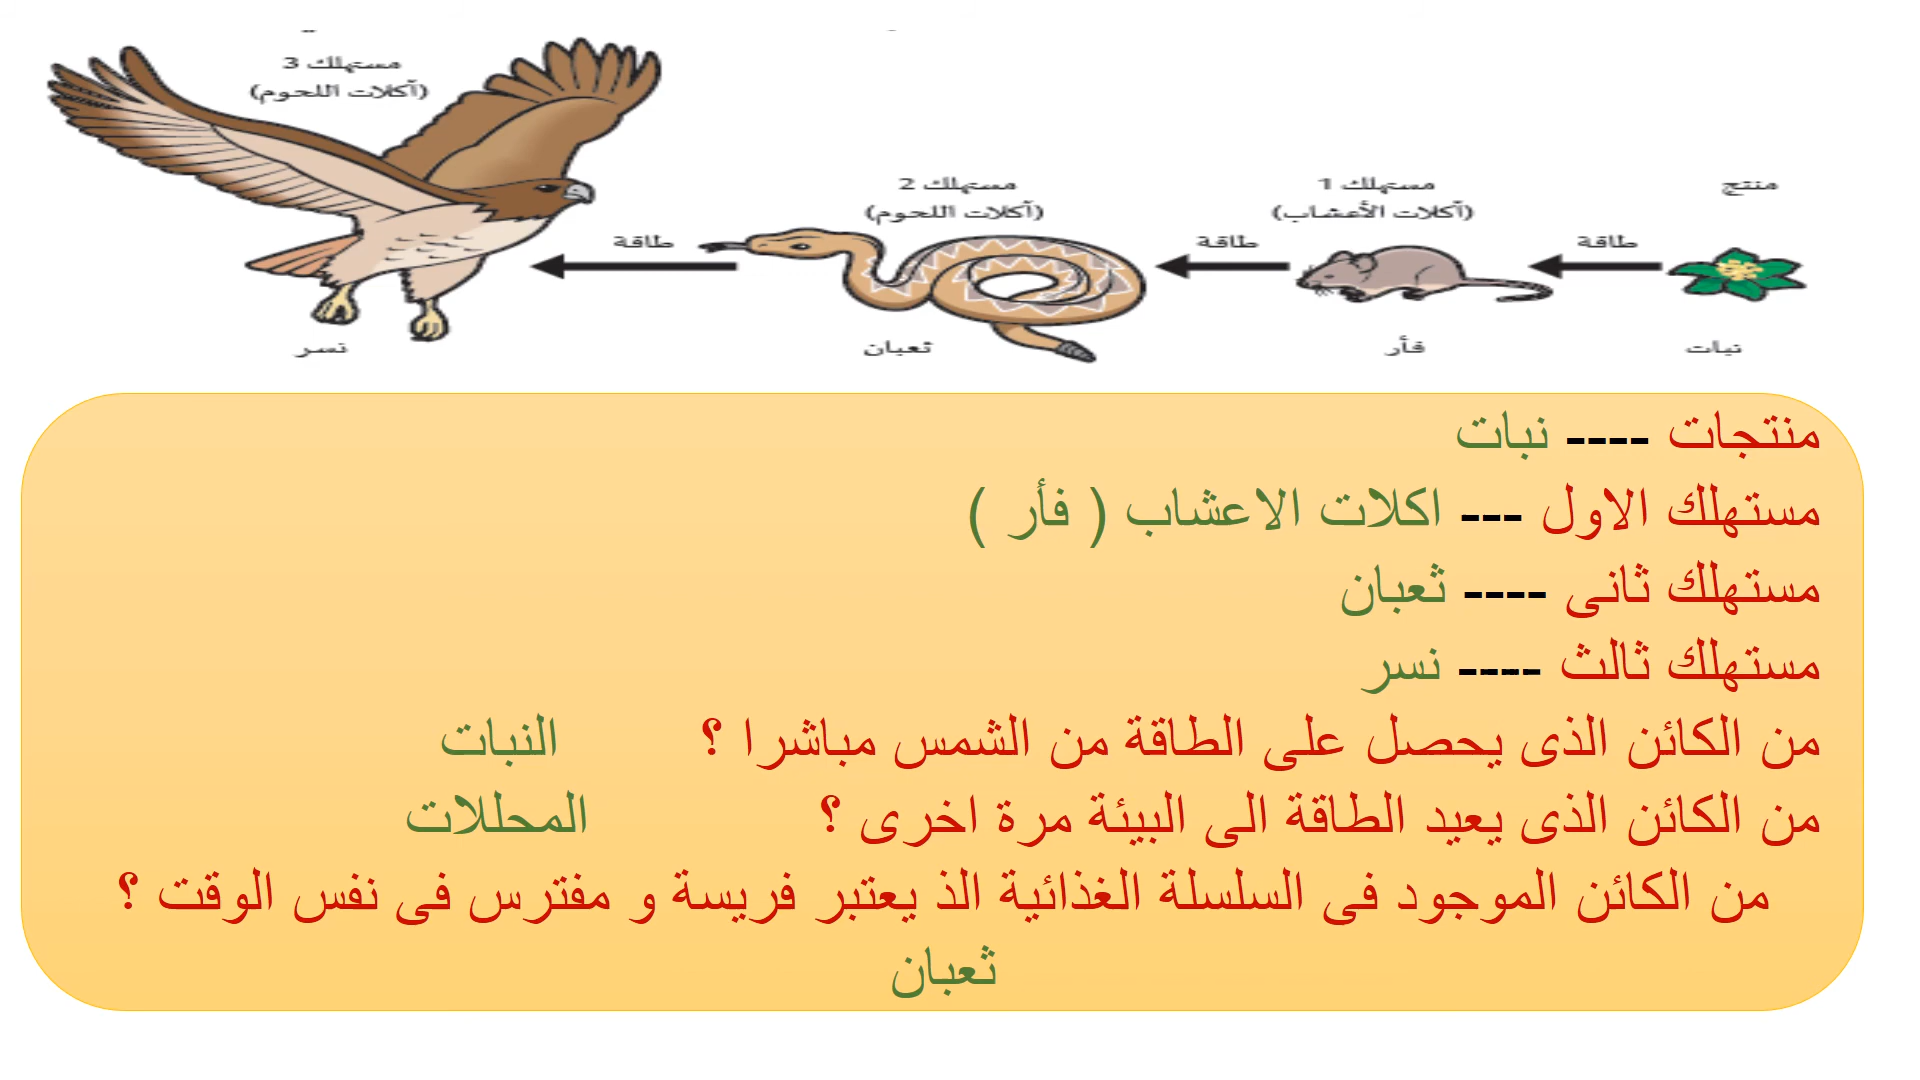 مستهلك 3
(آكلات اللحوم)
منتج
مستهلك 1
(آكلات الأعشاب)
مستهلك 2
(آكلات اللحوم)
طاقة
طاقة
طاقة
نبات
فأر
ثعبان
نسر
منتجات ---- نبات
مستهلك الاول --- اكلات الاعشاب ( فأر )
مستهلك ثانى ---- ثعبان
مستهلك ثالث ---- نسر
من الكائن الذى يحصل على الطاقة من الشمس مباشرا ؟ النبات
من الكائن الذى يعيد الطاقة الى البيئة مرة اخرى ؟ المحللات
من الكائن الموجود فى السلسلة الغذائية الذ يعتبر فريسة و مفترس فى نفس الوقت ؟
ثعبان